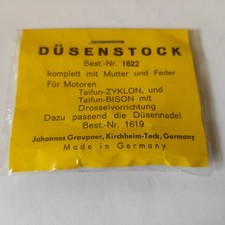 DÜSENSTOCK
Best.-Nr. 1622
komplett mit Mutter und Feder
Für Motoren
Taifun-ZYKLON, und
Taifun-BISON mit
Drosselvorrichtung
Dazu passend die Düsennadel
Best.-Nr. 1619
Johannes Graupner, Kirchheim-Teck, Germany
Made in Germany